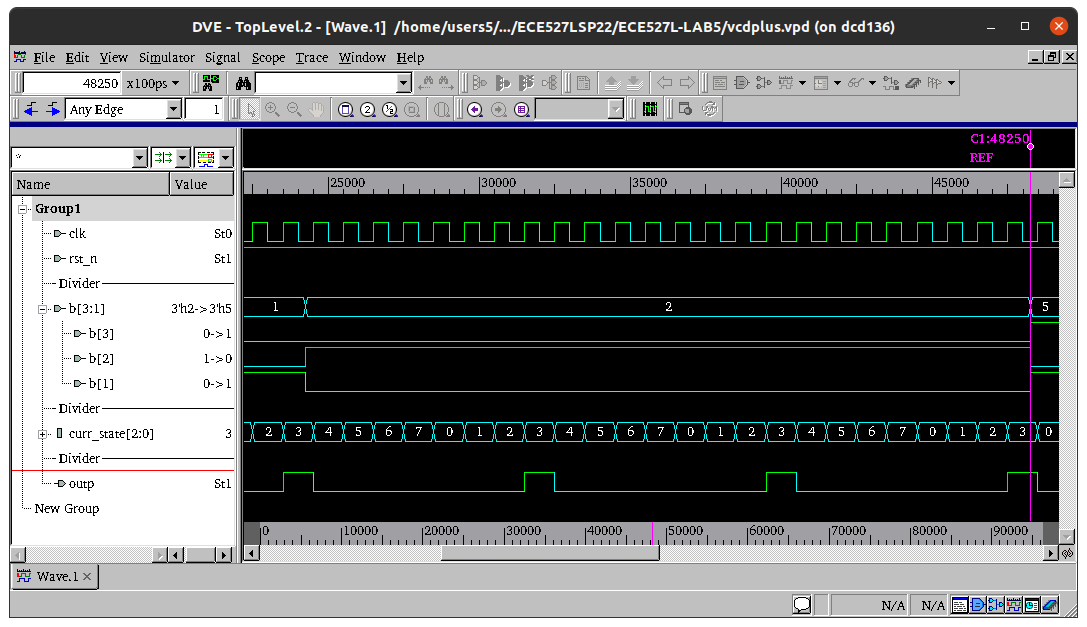 DVE - TopLevel.2 - [Wave.1]  /home/users5/.../ECE527LSP22/ECE527L-LAB5/vcdplus.vpd (on dcd136)
File Edit View Simulator Signal Scope Trace Window Help
48250 x100ps
Any Edge 1
C1:48250
REF
*
Name Value
25000 30000 35000 40000 45000
Group1
clk St0
rst_n St1
Divider
b[3:1] 3'h2->3'h5 1 2 5
b[3] 0->1
b[2] 1->0
b[1] 0->1
Divider
curr_state[2:0] 3 2 3 4 5 6 7 0 1 2 3 4 5 6 7 0 1 2 3 4 5 6 7 0 1 2 3 0
Divider
outp St1
New Group
0 10000 20000 30000 40000 50000 60000 70000 80000 90000
Wave.1
N/A N/A